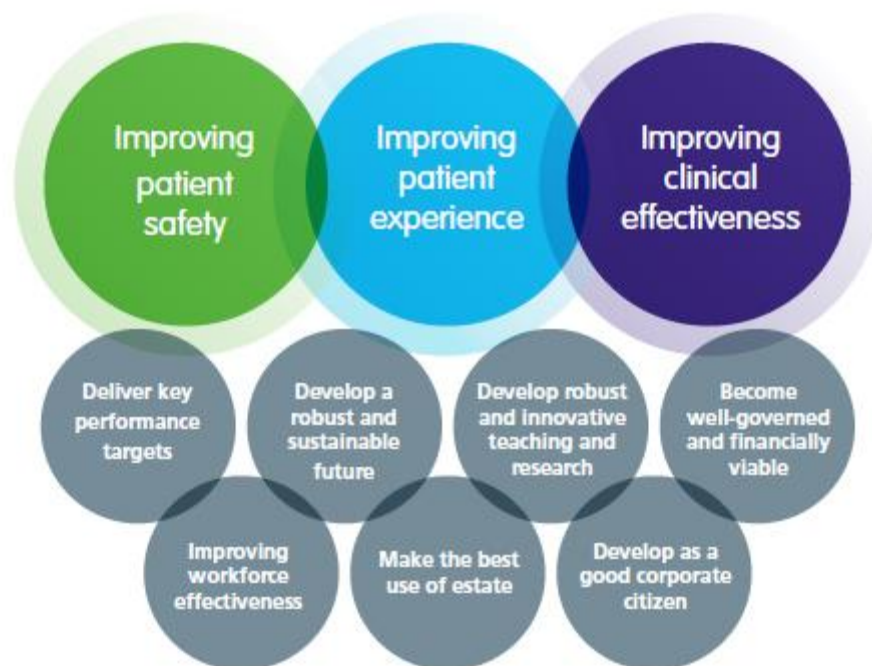 Improving
patient
safety
Improving
patient
experience
Improving
clinical
effectiveness
Deliver key
performance
targets
Develop a
robust and
sustainable
future
Develop robust
and innovative
teaching and
research
Become
well-governed
and financially
viable
Improving
workforce
effectiveness
Make the best
use of estate
Develop as a
good corporate
citizen